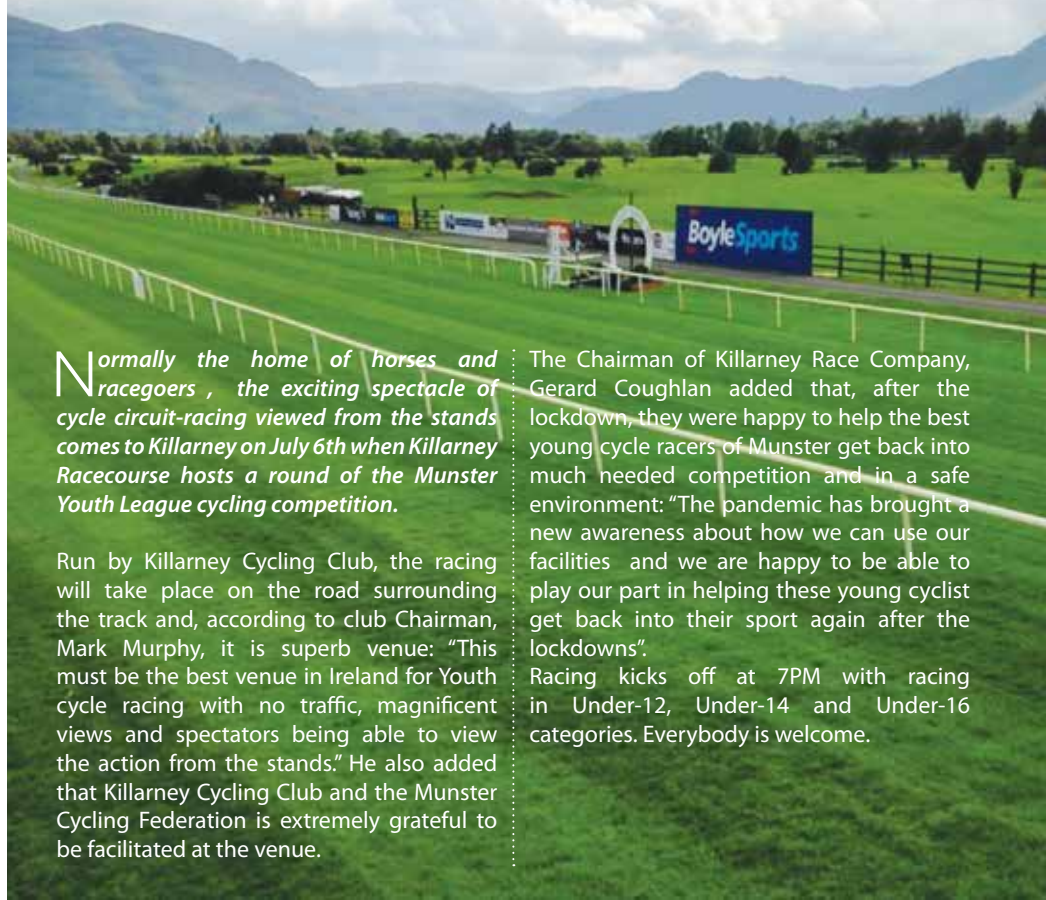 BoyleSports
Normally the home of horses and
racegoers , the exciting spectacle of
cycle circuit-racing viewed from the stands
comes to Killarney on July 6th when Killarney
Racecourse hosts a round of the Munster
Youth League cycling competition.
Run by Killarney Cycling Club, the racing
will take place on the road surrounding
the track and, according to club Chairman,
Mark Murphy, it is superb venue: “This
must be the best venue in Ireland for Youth
cycle racing with no traffic, magnificent
views and spectators being able to view
the action from the stands.” He also added
that Killarney Cycling Club and the Munster
Cycling Federation is extremely grateful to
be facilitated at the venue.
The Chairman of Killarney Race Company,
Gerard Coughlan added that, after the
lockdown, they were happy to help the best
young cycle racers of Munster get back into
much needed competition and in a safe
environment: “The pandemic has brought a
new awareness about how we can use our
facilities and we are happy to be able to
play our part in helping these young cyclist
get back into their sport again after the
lockdowns”.
Racing kicks off at 7PM with racing
in Under-12, Under-14 and Under-16
categories. Everybody is welcome.